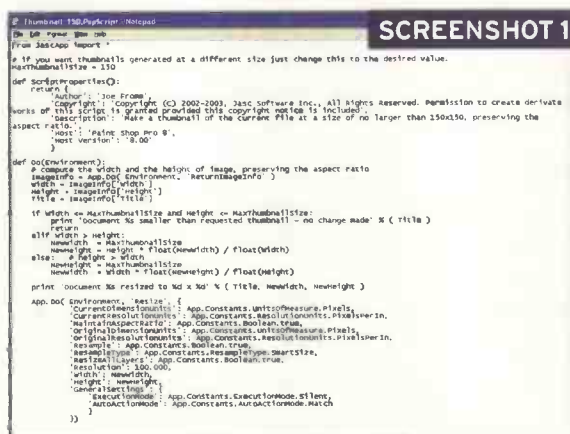 Thumbnail 150.PspScript - Notepad
SCREENSHOT 1
File Edit Format View Help
from JascApp import *
# if you want thumbnails generated at a different size just change this to the desired value.
MaxThumbnailSize = 150
def ScriptProperties():
return {
'Author': 'Joe Fromm',
'Copyright': 'Copyright (C) 2002-2003, Jasc Software Inc., All Rights Reserved. Permission to create derivate
works of this script is granted provided this copyright notice is included',
'Description': 'Make a thumbnail of the current file at a size of no larger than 150x150, preserving the
aspect ratio.',
'Host': 'Paint Shop Pro 8',
'Host Version': '8.00'
}
def Do(Environment):
# compute the width and the height of image, preserving the aspect ratio
ImageInfo = App.Do( Environment, 'ReturnImageInfo' )
Width = ImageInfo['Width']
Height = ImageInfo['Height']
Title = ImageInfo['Title']
if Width <= MaxThumbnailSize and Height <= MaxThumbnailSize:
print 'Document %s smaller than requested thumbnail - no change made' % ( Title )
return
elif Width > Height:
NewWidth = MaxThumbnailSize
NewHeight = Height * float(NewWidth) / float(Width)
else: # height > width
NewHeight = MaxThumbnailSize
NewWidth = Width * float(NewHeight) / float(Height)
print 'Document %s resized to %d x %d' % ( Title, NewWidth, NewHeight )
App.Do( Environment, 'Resize', {
'CurrentDimensionUnits': App.Constants.UnitsOfMeasure.Pixels,
'CurrentResolutionUnits': App.Constants.ResolutionUnits.PixelsPerIn,
'MaintainAspectRatio': App.Constants.Boolean.true,
'OriginalDimensionUnits': App.Constants.UnitsOfMeasure.Pixels,
'OriginalResolutionUnits': App.Constants.ResolutionUnits.PixelsPerIn,
'Resample': App.Constants.Boolean.true,
'ResampleType': App.Constants.ResampleType.SmartSize,
'ResizeAllLayers': App.Constants.Boolean.true,
'Resolution': 100.000,
'Width': NewWidth,
'Height': NewHeight,
'GeneralSettings': {
'ExecutionMode': App.Constants.ExecutionMode.Silent,
'AutoActionMode': App.Constants.AutoActionMode.Match
}
})